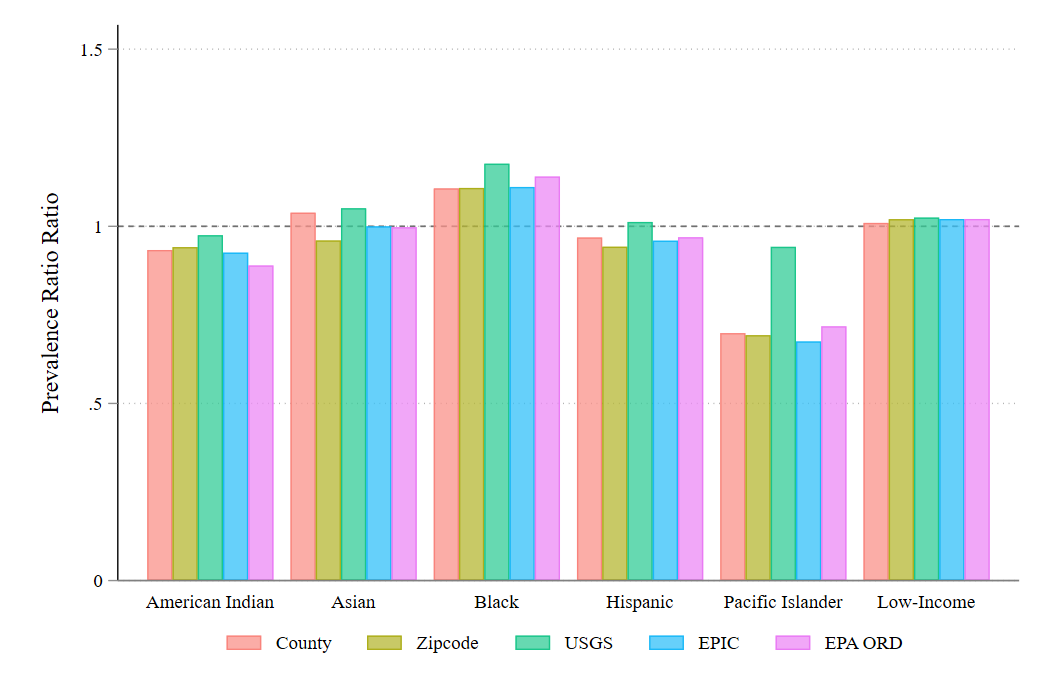 Prevalence Ratio Ratio
1.5
1
.5
0
American Indian Asian Black Hispanic Pacific Islander Low-Income
County Zipcode USGS EPIC EPA ORD